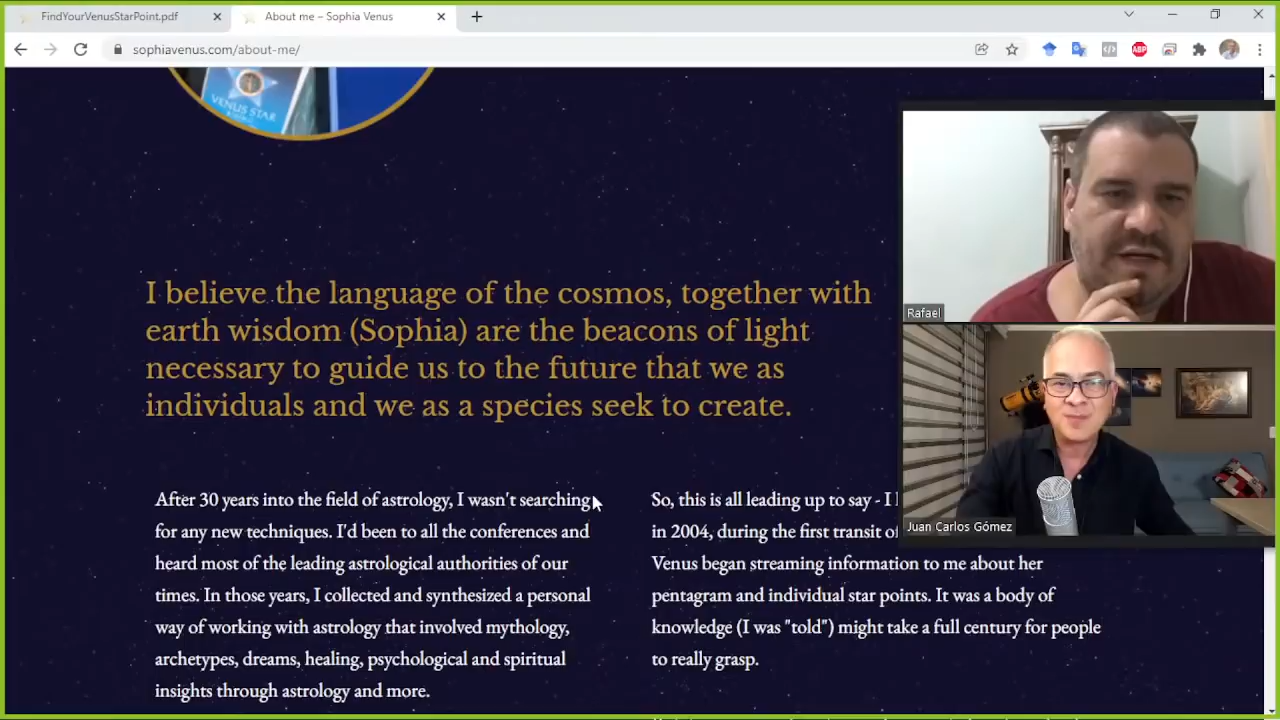 FindYourVenusStarPoint.pdf
About me – Sophia Venus
sophiavenus.com/about-me/
ABP
VENUS STAR
I believe the language of the cosmos, together with
earth wisdom (Sophia) are the beacons of light
necessary to guide us to the future that we as
individuals and we as a species seek to create.
After 30 years into the field of astrology, I wasn't searching
for any new techniques. I'd been to all the conferences and
heard most of the leading astrological authorities of our
times. In those years, I collected and synthesized a personal
way of working with astrology that involved mythology,
archetypes, dreams, healing, psychological and spiritual
insights through astrology and more.
So, this is all leading up to say - I
in 2004, during the first transit of
Venus began streaming information to me about her
pentagram and individual star points. It was a body of
knowledge (I was "told") might take a full century for people
to really grasp.
Rafael
Juan Carlos Gómez